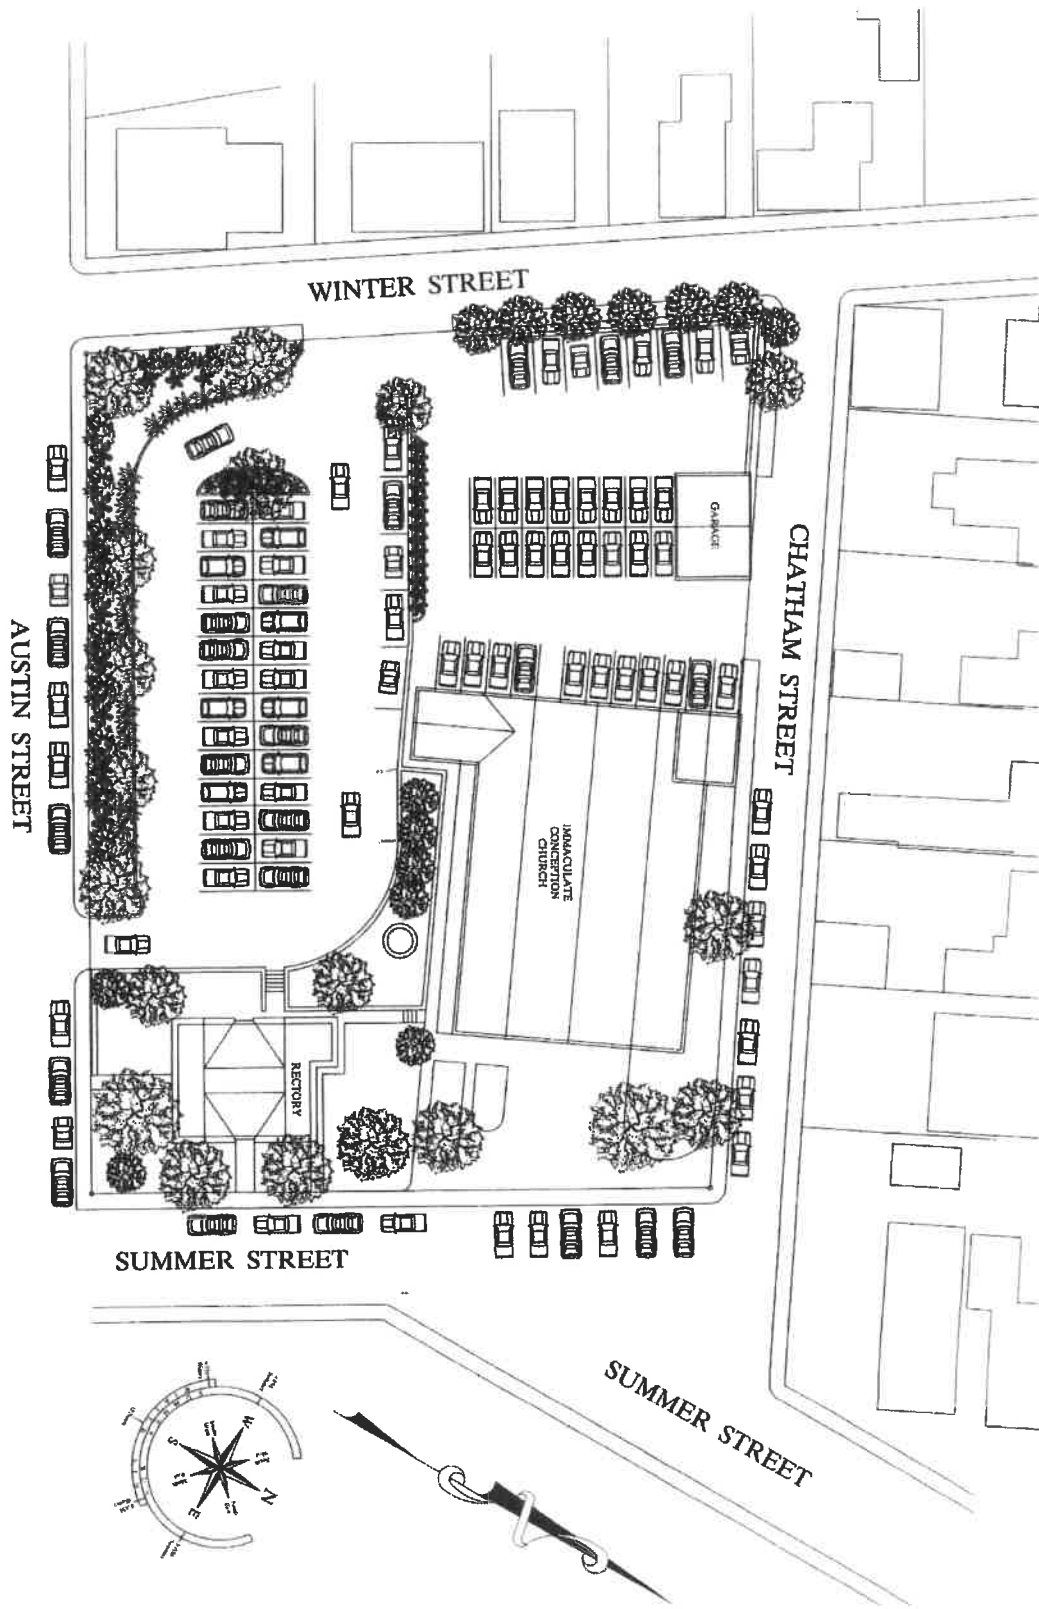 WINTER STREET
GARAGE
CHATHAM STREET
AUSTIN STREET
IMMACULATE
CONCEPTION
CHURCH
RECTORY
SUMMER STREET
SUMMER STREET
W
S
N
E